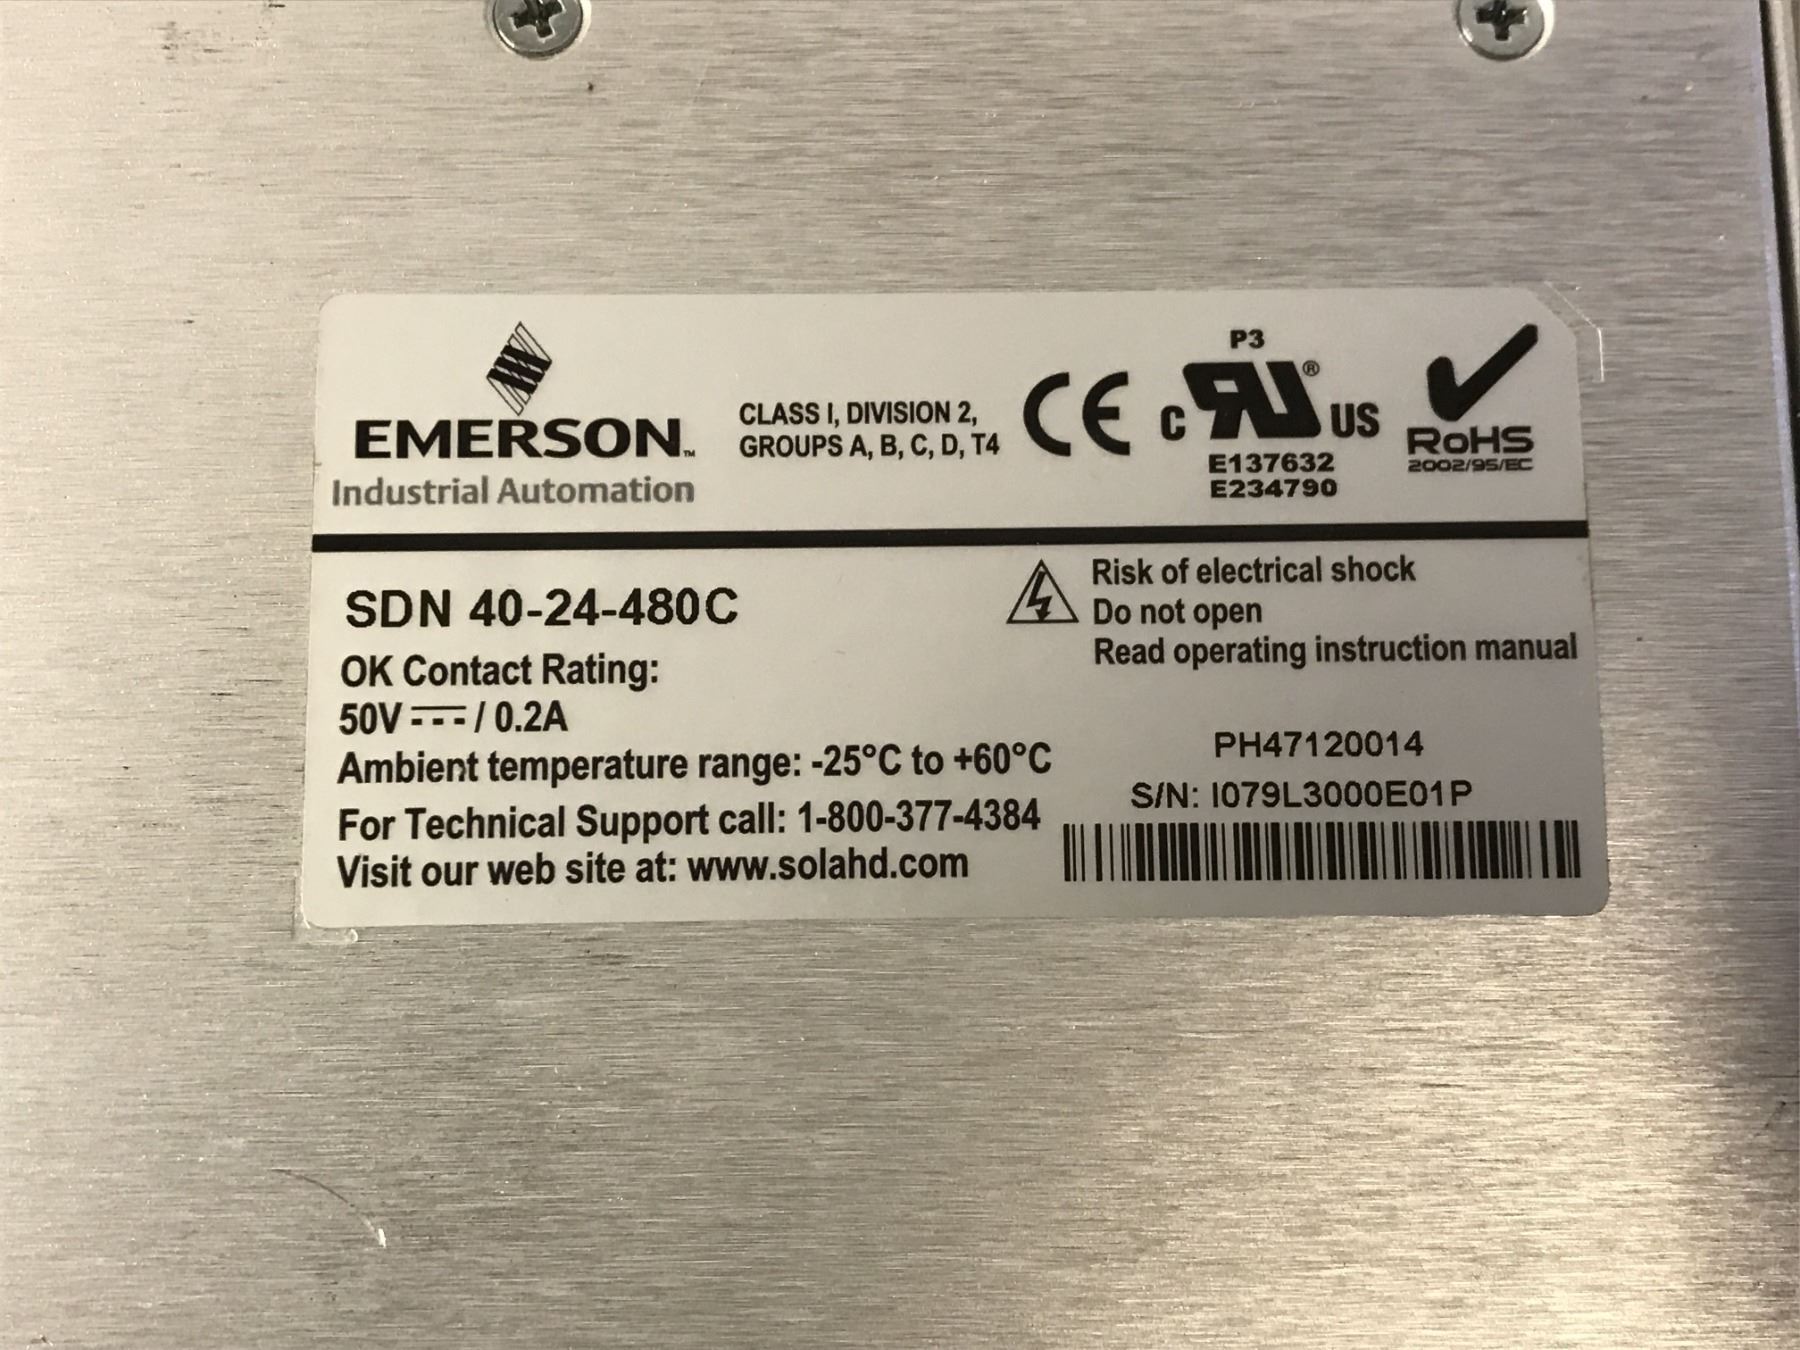 EMERSON™
Industrial Automation
CLASS I, DIVISION 2,
GROUPS A, B, C, D, T4
CE
P3
c RU® US
E137632
E234790
RoHS
2002/95/EC
SDN 40-24-480C
OK Contact Rating:
50V ⎓ / 0.2A
Ambient temperature range: -25°C to +60°C
For Technical Support call: 1-800-377-4384
Visit our web site at: www.solahd.com
Risk of electrical shock
Do not open
Read operating instruction manual
PH47120014
S/N: I079L3000E01P